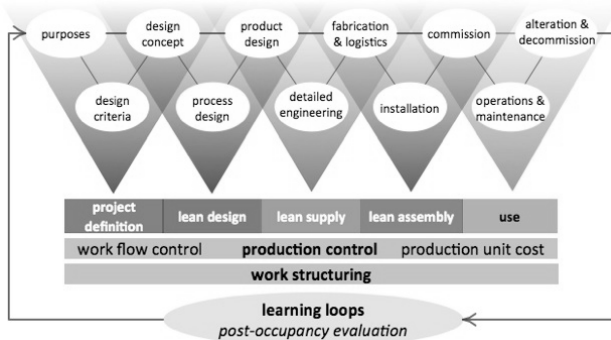 purposes
design
concept
product
design
fabrication
& logistics
commission
alteration &
decommission
design
criteria
process
design
detailed
engineering
installation
operations &
maintenance
project
definition
lean design
lean supply
lean assembly
use
work flow control
production control
production unit cost
work structuring
learning loops
post-occupancy evaluation